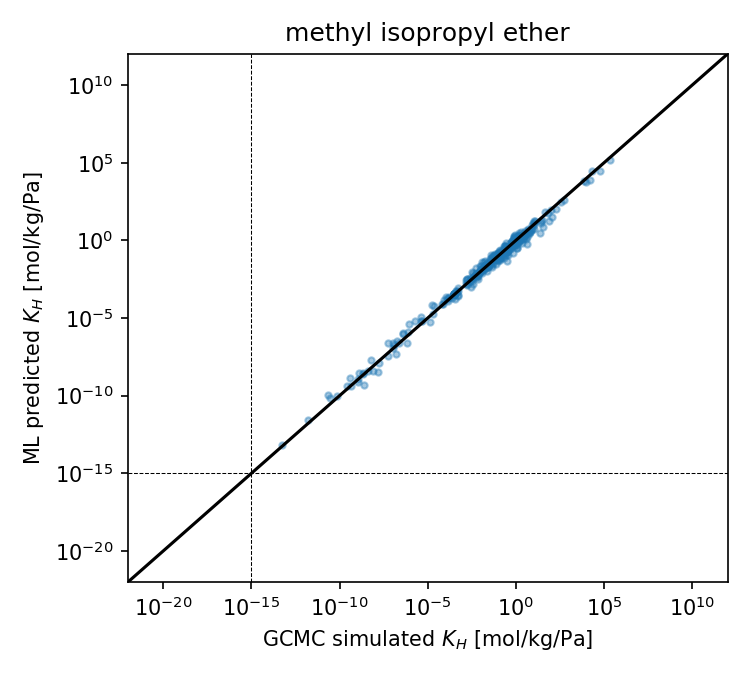 methyl isopropyl ether
ML predicted K_H [mol/kg/Pa]
10^10
10^5
10^0
10^-5
10^-10
10^-15
10^-20
10^-20 10^-15 10^-10 10^-5 10^0 10^5 10^10
GCMC simulated K_H [mol/kg/Pa]